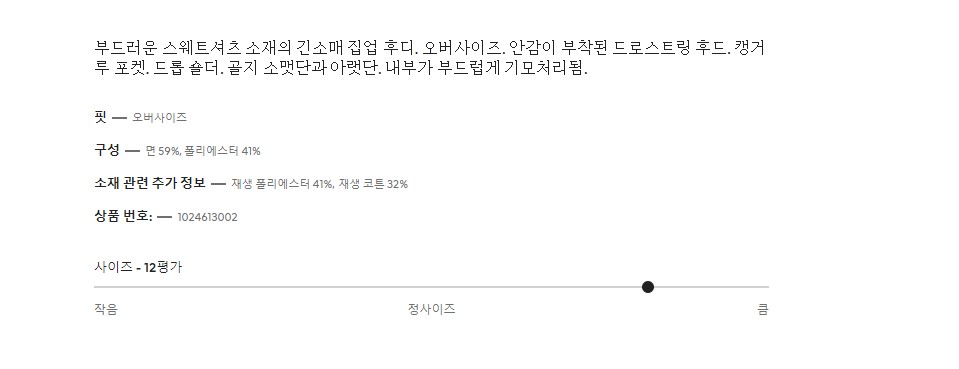 부드러운 스웨트셔츠 소재의 긴소매 집업 후디. 오버사이즈. 안감이 부착된 드로스트링 후드. 캥거
루 포켓. 드롭 숄더. 골지 소맷단과 아랫단. 내부가 부드럽게 기모처리됨.
핏 — 오버사이즈
구성 — 면 59%, 폴리에스터 41%
소재 관련 추가 정보 — 재생 폴리에스터 41%, 재생 코튼 32%
상품 번호: — 1024613002
사이즈 - 12평가
작음 정사이즈 큼